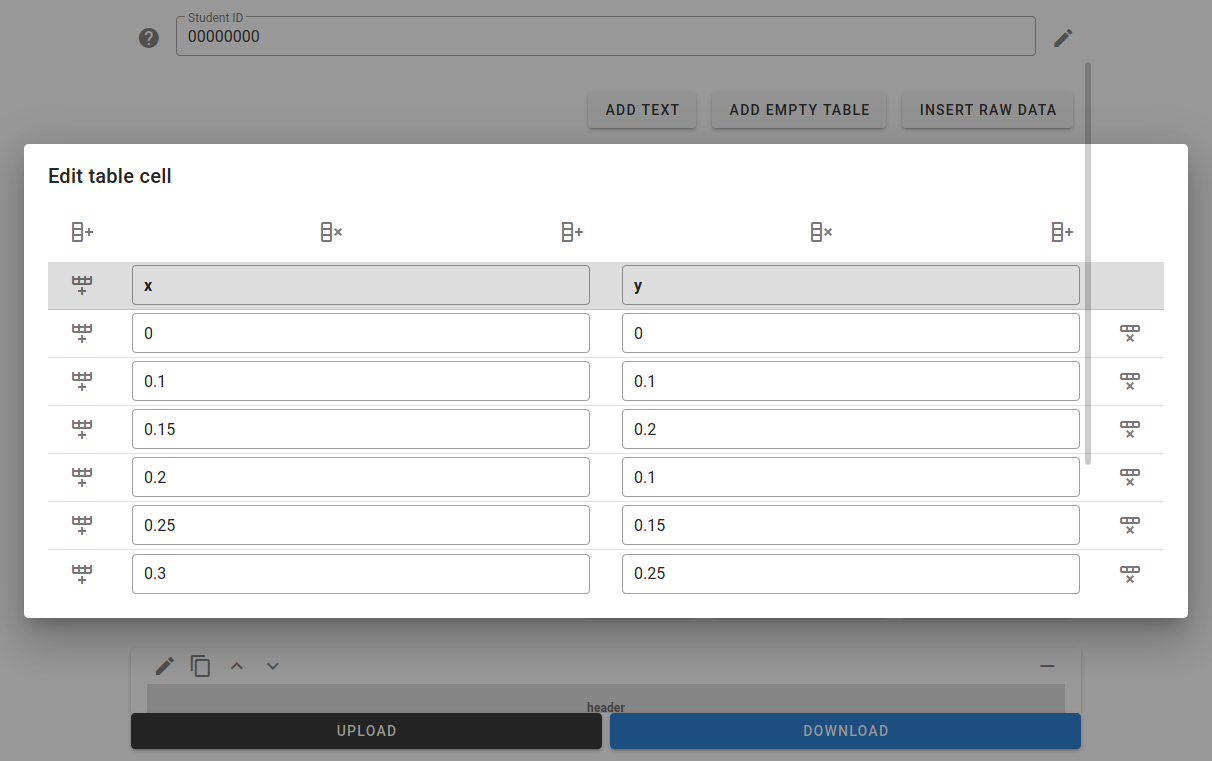 Student ID
00000000
ADD TEXT ADD EMPTY TABLE INSERT RAW DATA
Edit table cell
x y
0 0
0.1 0.1
0.15 0.2
0.2 0.1
0.25 0.15
0.3 0.25
header
UPLOAD DOWNLOAD